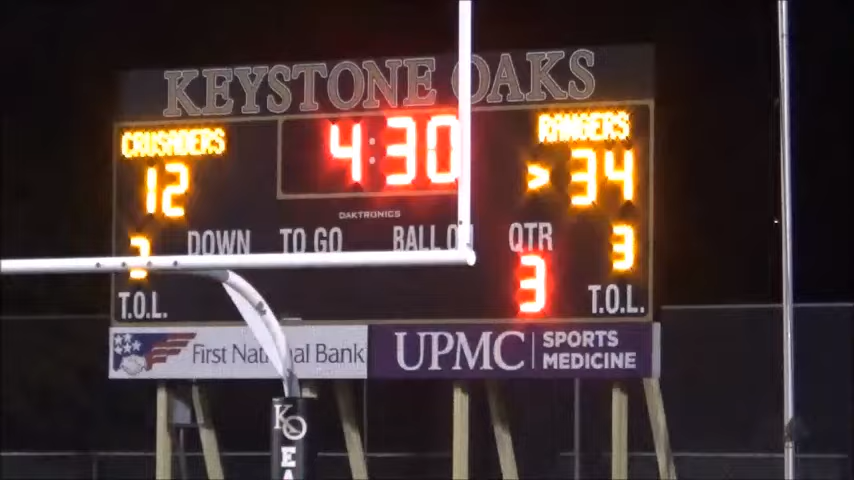 KEYSTONE OAKS
CRUSADERS 4:30 RANGERS
12 > 34
DAKTRONICS
DOWN TO GO BALL ON QTR 3
3
T.O.L. T.O.L.
First National Bank UPMC SPORTS MEDICINE
KO
EA